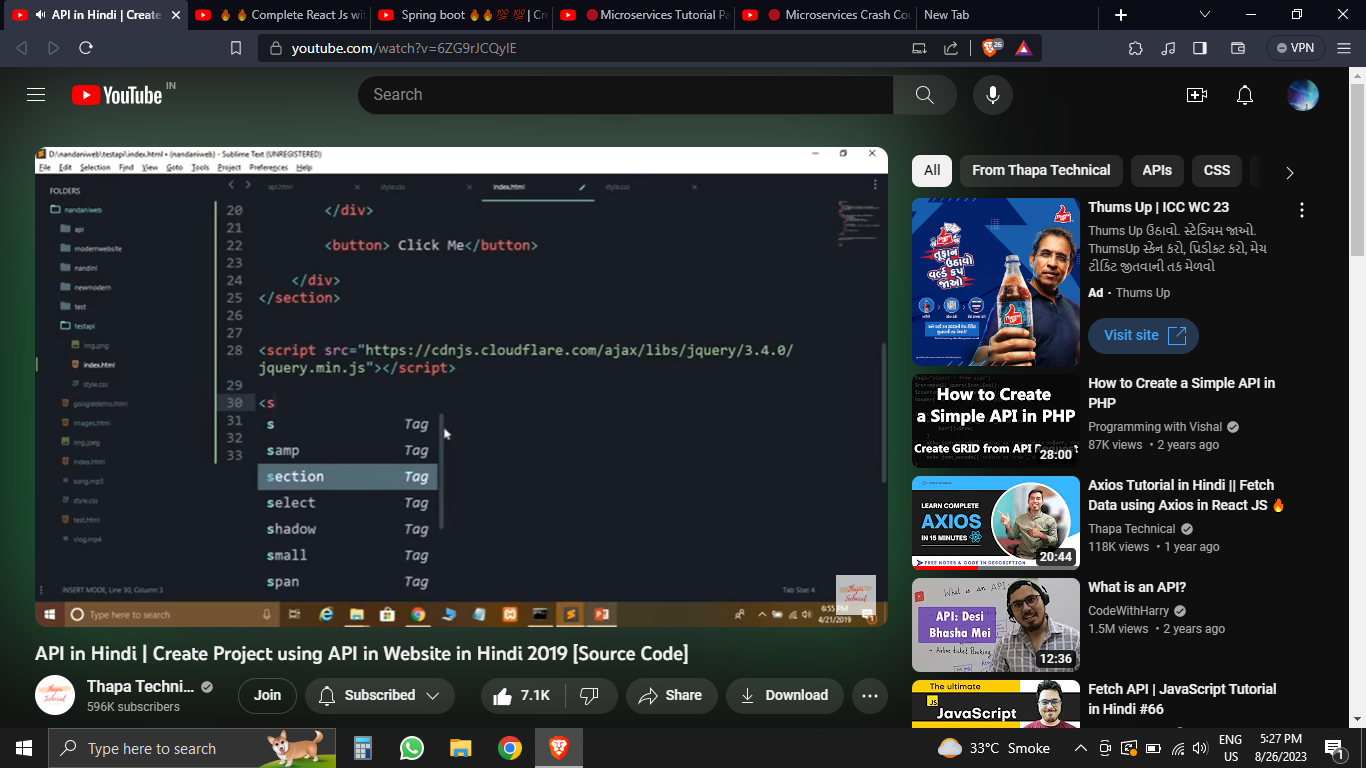 API in Hindi | Create
🔥 🔥 Complete React Js wit
Spring boot 🔥🔥 💯 💯 | Cr
🔴Microservices Tutorial Pa
🔴 Microservices Crash Cou
New Tab
youtube.com/watch?v=6ZG9rJCQyIE
26
VPN
YouTube IN
Search
D:\nandaniweb\testapi\index.html • (nandaniweb) - Sublime Text (UNREGISTERED)
File Edit Selection Find View Goto Tools Project Preferences Help
FOLDERS
nandaniweb
api
modernwebsite
nandini
newmodern
test
testapi
img.png
index.html
style.css
googledemo.html
images.html
img.jpeg
index.html
song.mp3
style.css
test.html
vlog.mp4
api.html
style.css
index.html
style.css
20 </div>
21
22 <button> Click Me</button>
23
24 </div>
25 </section>
26
27
28 <script src="https://cdnjs.cloudflare.com/ajax/libs/jquery/3.4.0/
jquery.min.js"></script>
29
30 <s
31 s Tag
32 samp Tag
33 section Tag
select Tag
shadow Tag
small Tag
span Tag
INSERT MODE, Line 30, Column 3
Tab Size: 4
Type here to search
6:55 PM
4/21/2019
Thapa
Technical
API in Hindi | Create Project using API in Website in Hindi 2019 [Source Code]
Thapa Techni...
596K subscribers
Join
Subscribed
7.1K
Share
Download
All
From Thapa Technical
APIs
CSS
Thums Up | ICC WC 23
Thums Up ઉઠાવો. સ્ટેડિયમ જાઓ.
ThumsUp સ્કેન કરો, પ્રિડીક્ટ કરો, મેચ
ટીકિટ જીતવાની તક મેળવો
Ad • Thums Up
Visit site
તૂફાન
ઉઠાવો
વર્લ્ડ કપ
જાઓ
How to Create
a Simple API in PHP
Create GRID from API
28:00
How to Create a Simple API in
PHP
Programming with Vishal
87K views • 2 years ago
LEARN COMPLETE
AXIOS
IN 15 MINUTES
FREE NOTES & CODE IN DESCRIPTION
20:44
Axios Tutorial in Hindi || Fetch
Data using Axios in React JS 🔥
Thapa Technical
118K views • 1 year ago
What is an API
API: Desi
Bhasha Mei
12:36
What is an API?
CodeWithHarry
1.5M views • 2 years ago
The ultimate
JS
JavaScript
Fetch API | JavaScript Tutorial
in Hindi #66
Type here to search
33°C Smoke
ENG
US
5:27 PM
8/26/2023
1